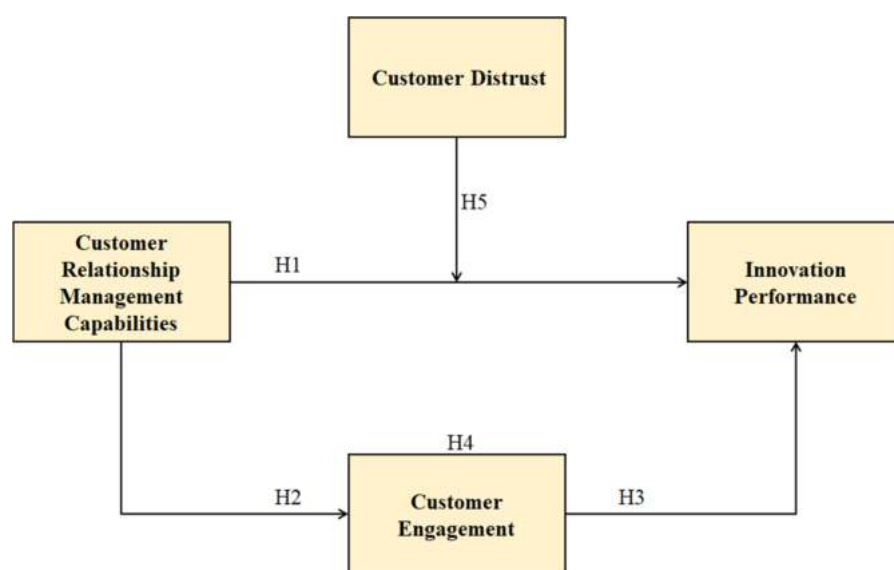 Customer Distrust
H5
Customer
Relationship
Management
Capabilities
H1
Innovation
Performance
H4
H2
Customer
Engagement
H3